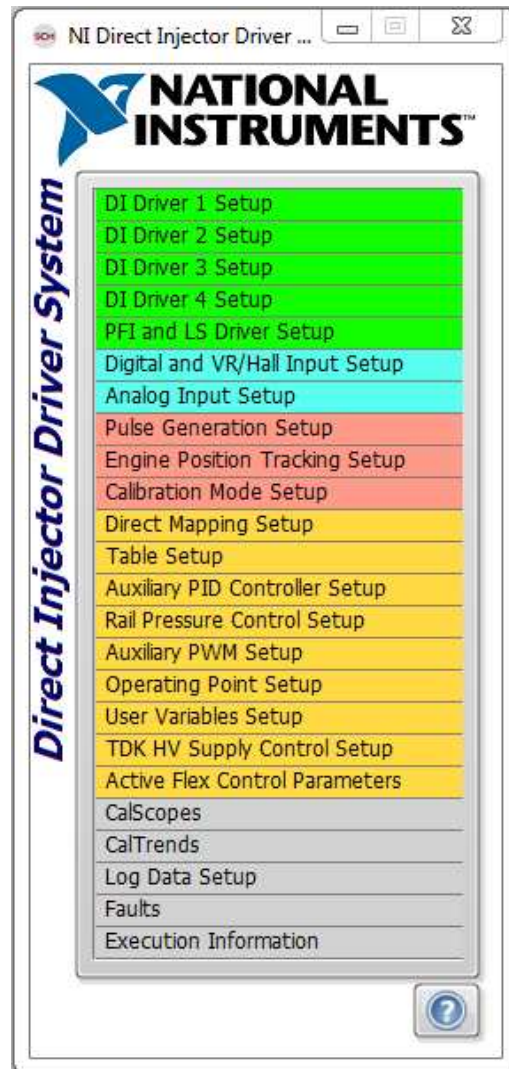 SCM NI Direct Injector Driver ...
NATIONAL
INSTRUMENTS™
Direct Injector Driver System
DI Driver 1 Setup
DI Driver 2 Setup
DI Driver 3 Setup
DI Driver 4 Setup
PFI and LS Driver Setup
Digital and VR/Hall Input Setup
Analog Input Setup
Pulse Generation Setup
Engine Position Tracking Setup
Calibration Mode Setup
Direct Mapping Setup
Table Setup
Auxiliary PID Controller Setup
Rail Pressure Control Setup
Auxiliary PWM Setup
Operating Point Setup
User Variables Setup
TDK HV Supply Control Setup
Active Flex Control Parameters
CalScopes
CalTrends
Log Data Setup
Faults
Execution Information
?